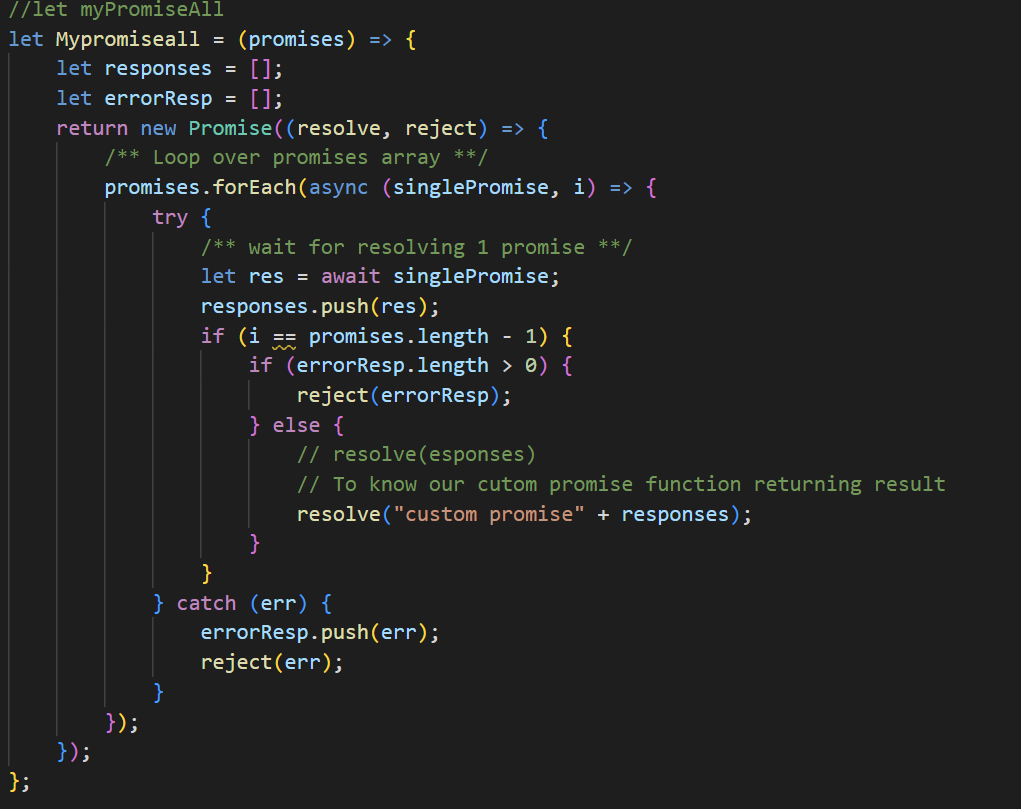 //let myPromiseAll
let Mypromiseall = (promises) => {
    let responses = [];
    let errorResp = [];
    return new Promise((resolve, reject) => {
        /** Loop over promises array **/
        promises.forEach(async (singlePromise, i) => {
            try {
                /** wait for resolving 1 promise **/
                let res = await singlePromise;
                responses.push(res);
                if (i == promises.length - 1) {
                    if (errorResp.length > 0) {
                        reject(errorResp);
                    } else {
                        // resolve(esponses)
                        // To know our cutom promise function returning result
                        resolve("custom promise" + responses);
                    }
                }
            } catch (err) {
                errorResp.push(err);
                reject(err);
            }
        });
    });
};